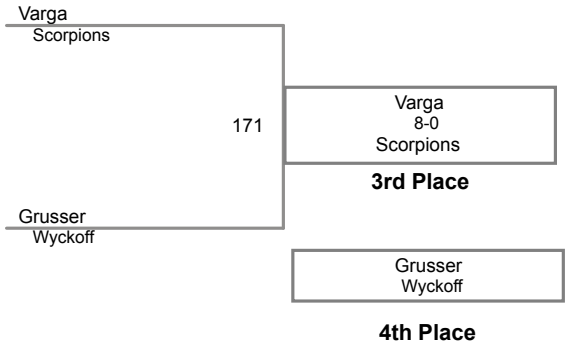 Varga
Scorpions
171
Varga
8-0
Scorpions
3rd Place
Grusser
Wyckoff
Grusser
Wyckoff
4th Place